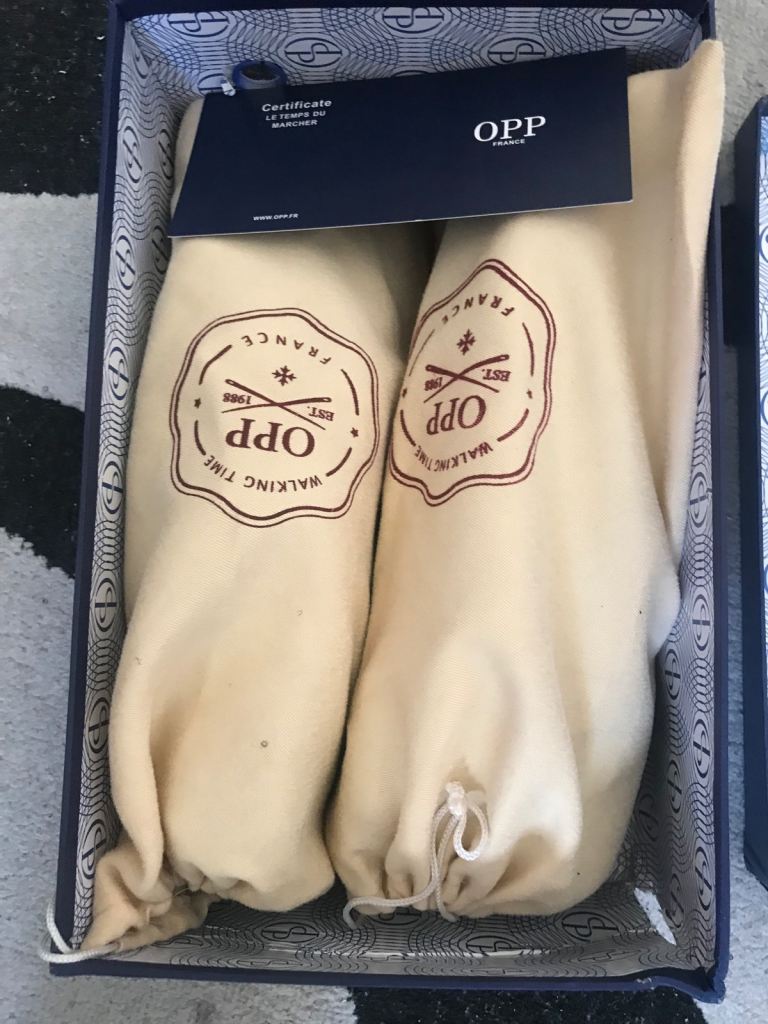 Certificate
LE TEMPS DU
MARCHER
OPP
FRANCE
WWW.OPP.FR
WALKING TIME
OPP
EST. 1988
FRANCE
WALKING TIME
OPP
EST. 1988
FRANCE